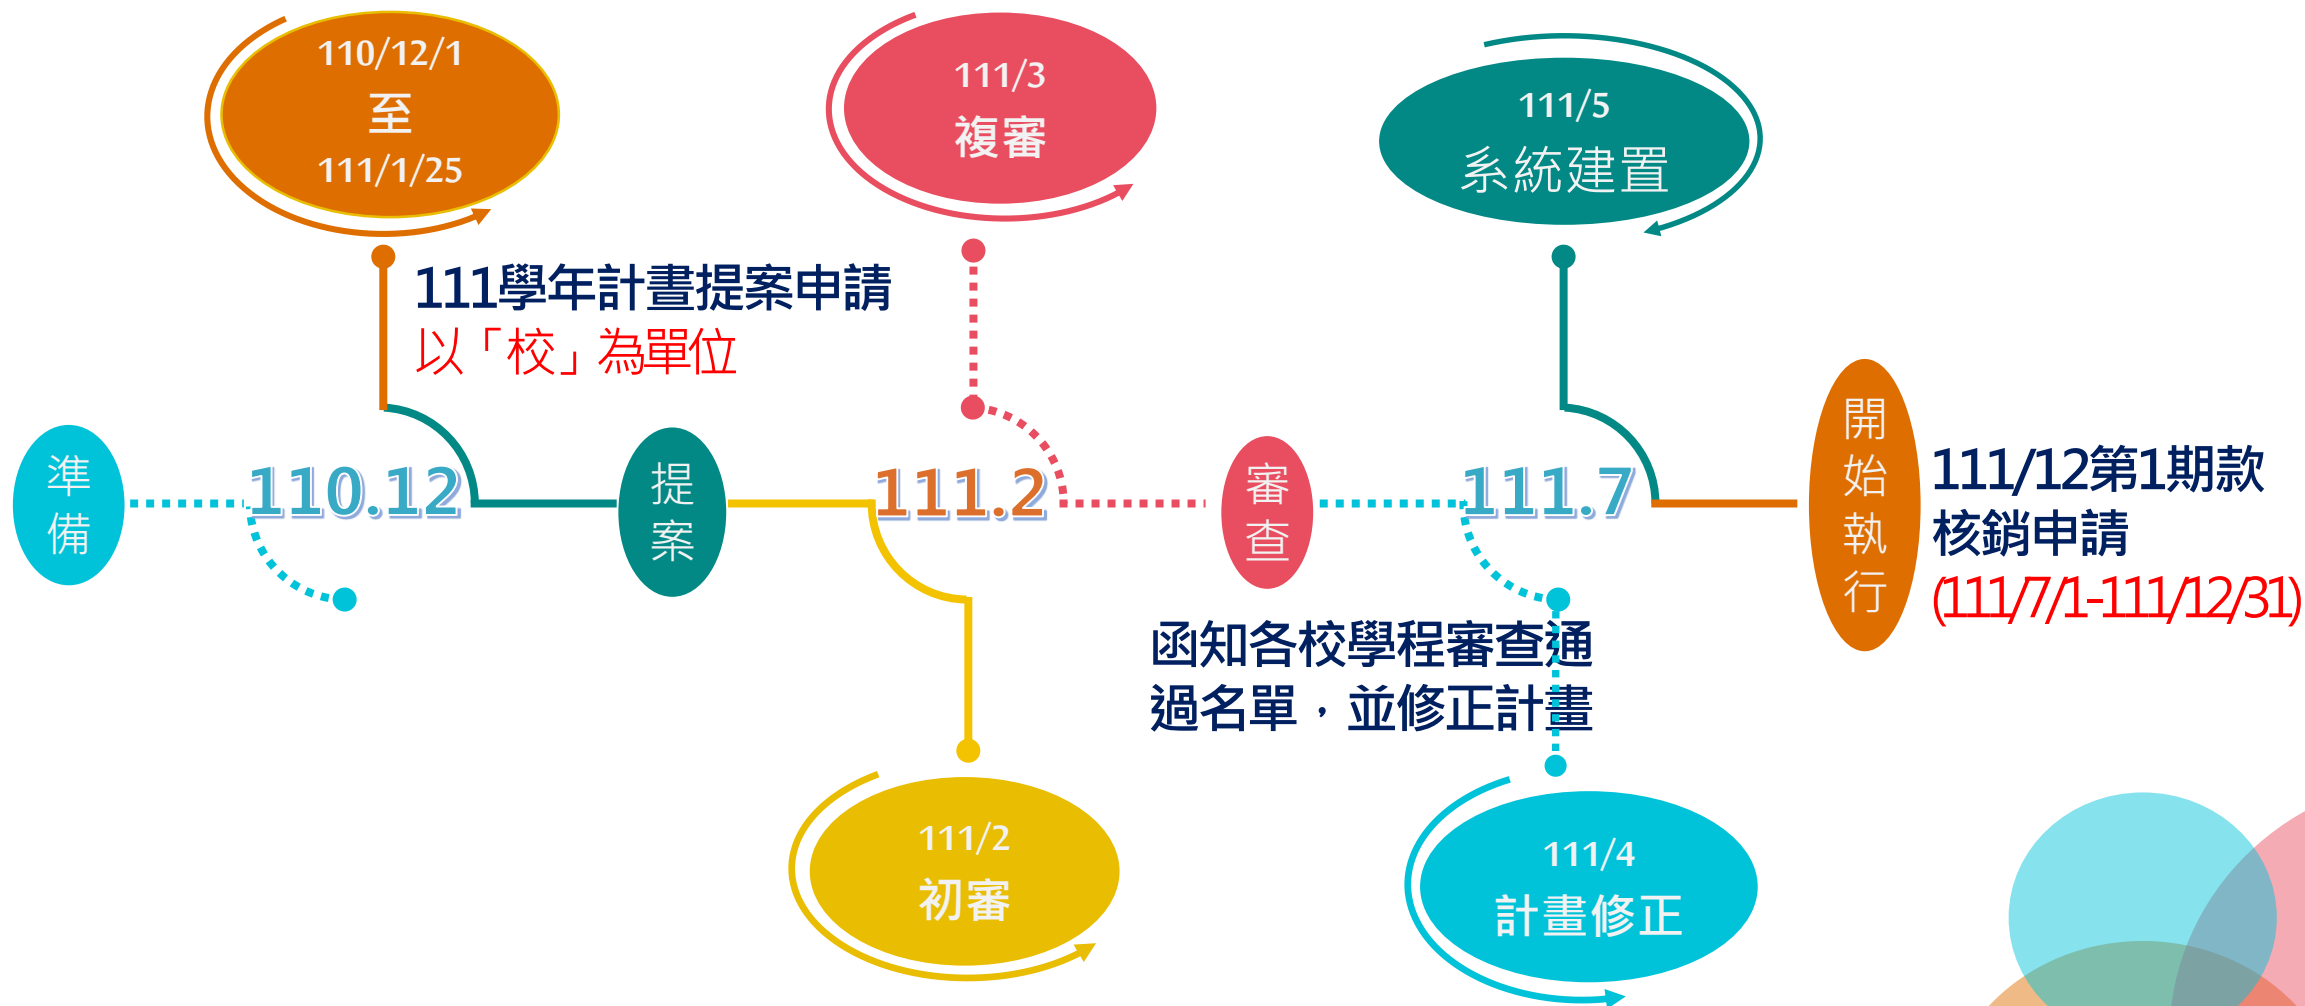 110/12/1
至
111/1/25
111學年計畫提案申請
以「校」為單位
準備
110.12
提案
111/3
複審
111.2
111/2
初審
審查
函知各校學程審查通
過名單，並修正計畫
111/5
系統建置
111.7
111/4
計畫修正
開始執行
111/12第1期款
核銷申請
(111/7/1-111/12/31)